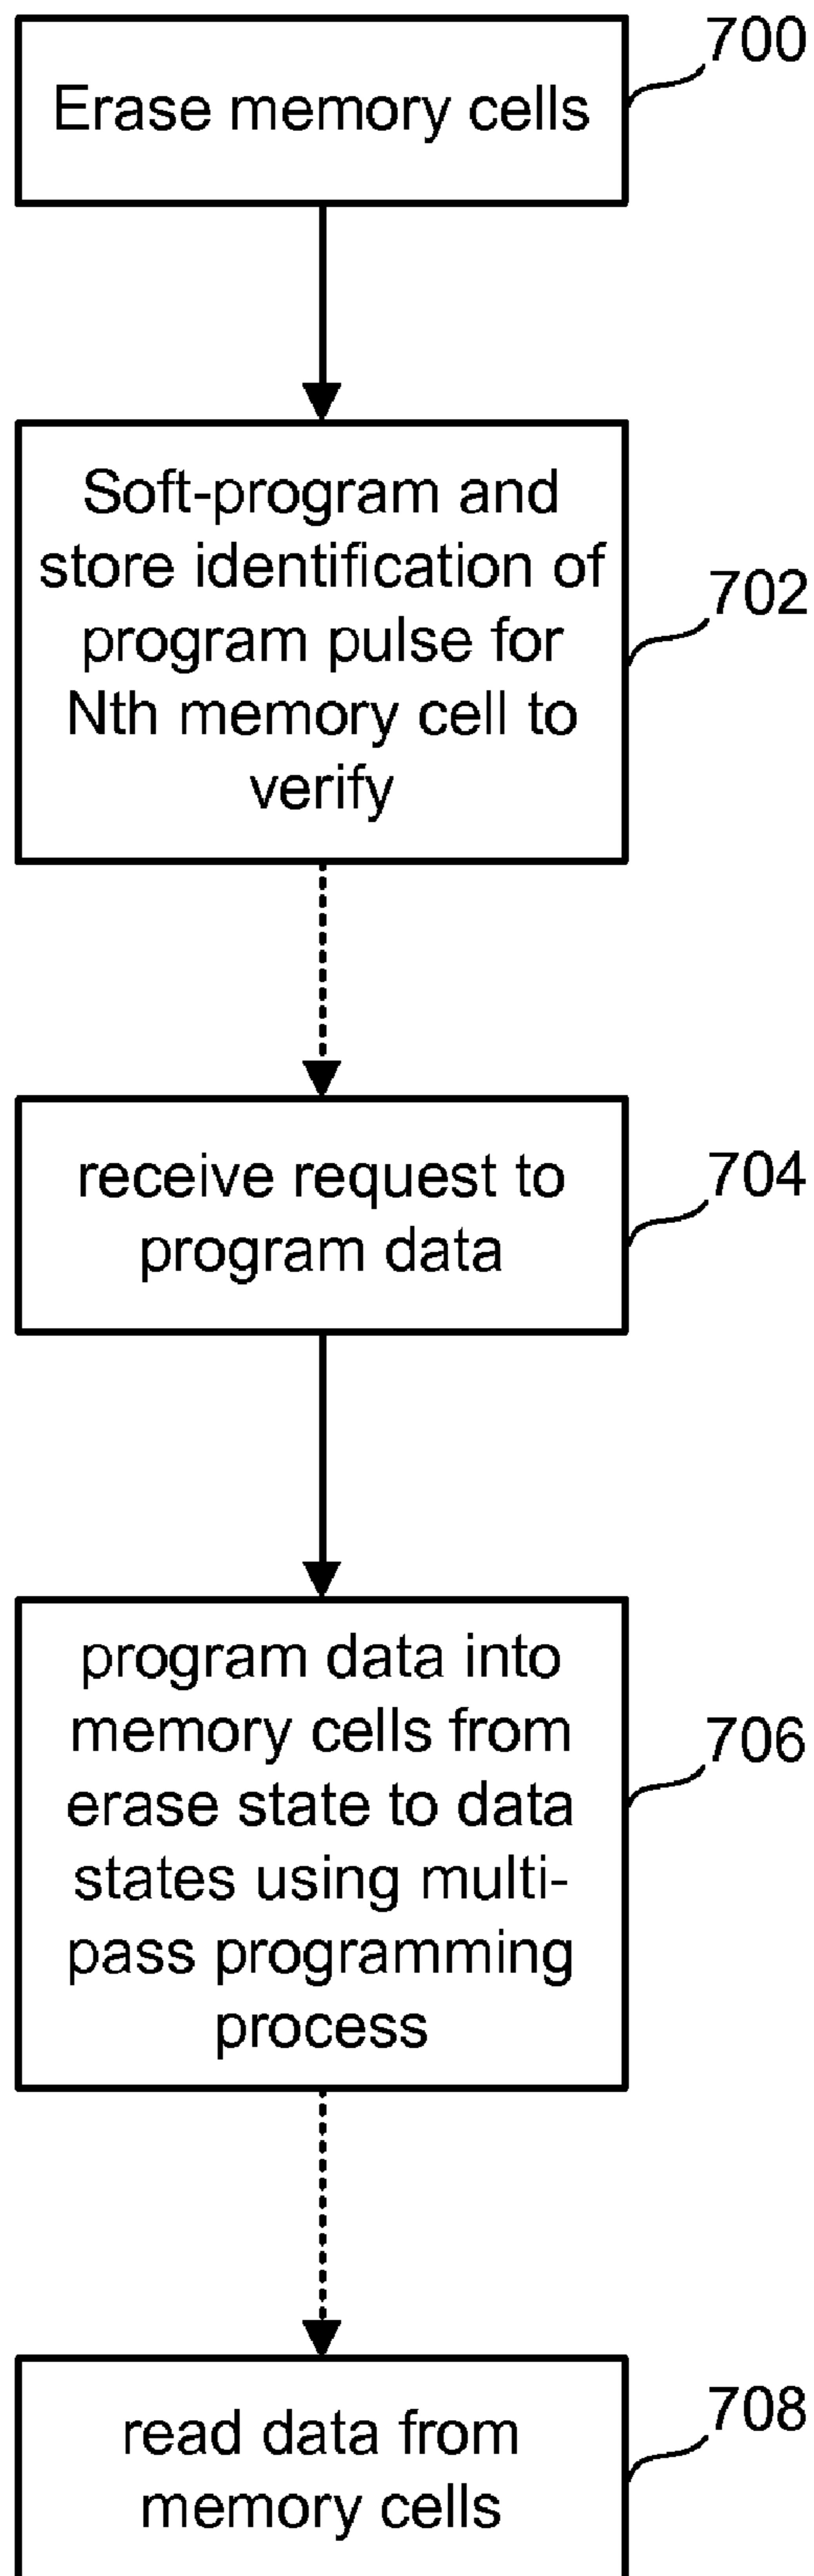 700
Erase memory cells
Soft-program and
store identification of
program pulse for
Nth memory cell to
verify
702
receive request to
program data
704
program data into
memory cells from
erase state to data
states using multi-
pass programming
process
706
read data from
memory cells
708